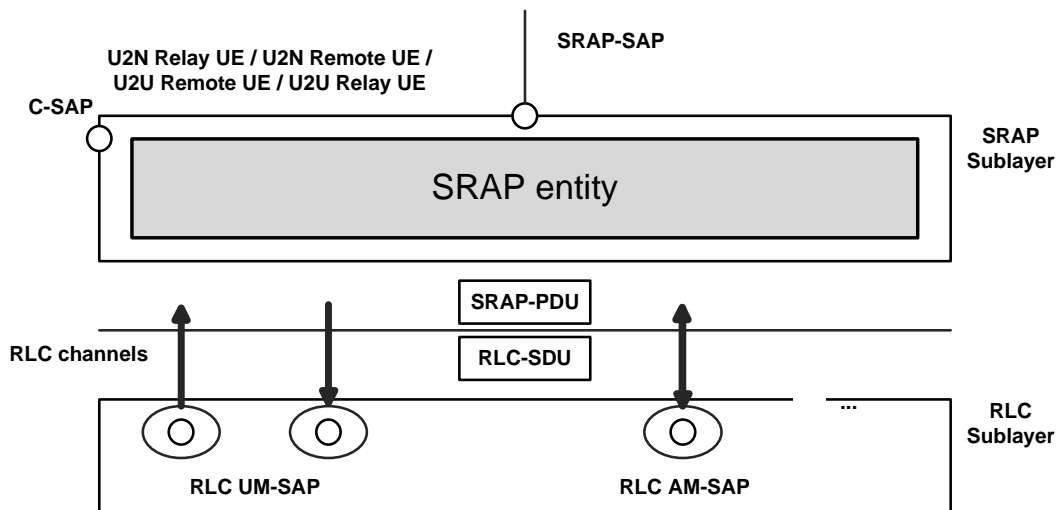 SRAP-SAP
U2N Relay UE / U2N Remote UE /
U2U Remote UE / U2U Relay UE
C-SAP
SRAP
Sublayer
SRAP entity
SRAP-PDU
RLC channels
RLC-SDU
...
RLC
Sublayer
RLC UM-SAP
RLC AM-SAP